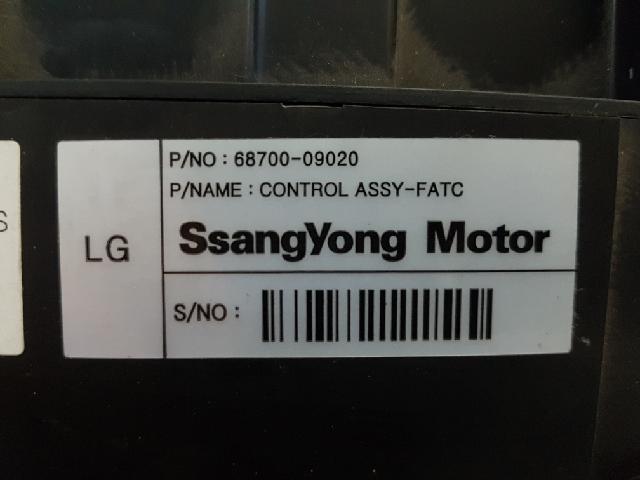 S
LG
P/NO : 68700-09020
P/NAME : CONTROL ASSY-FATC
SsangYong Motor
S/NO :